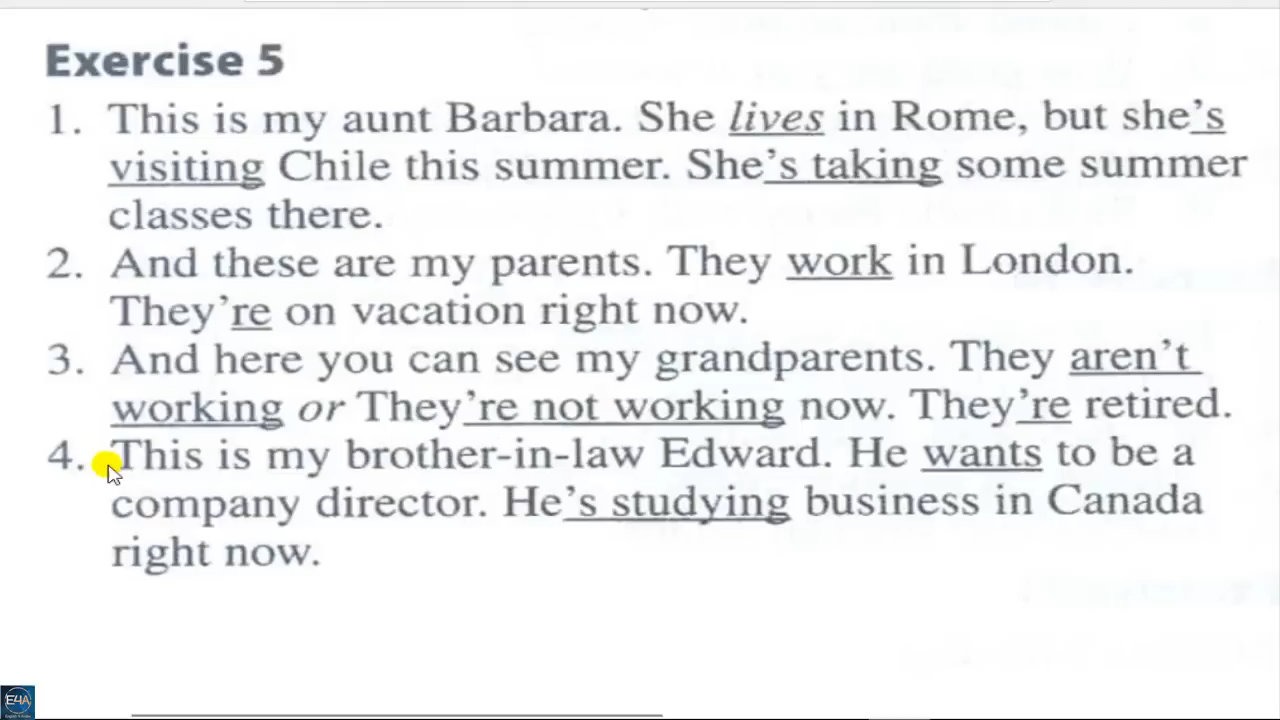 Exercise 5
1. This is my aunt Barbara. She lives in Rome, but she's
visiting Chile this summer. She's taking some summer
classes there.
2. And these are my parents. They work in London.
They're on vacation right now.
3. And here you can see my grandparents. They aren't
working or They're not working now. They're retired.
4. This is my brother-in-law Edward. He wants to be a
company director. He's studying business in Canada
right now.
E4A